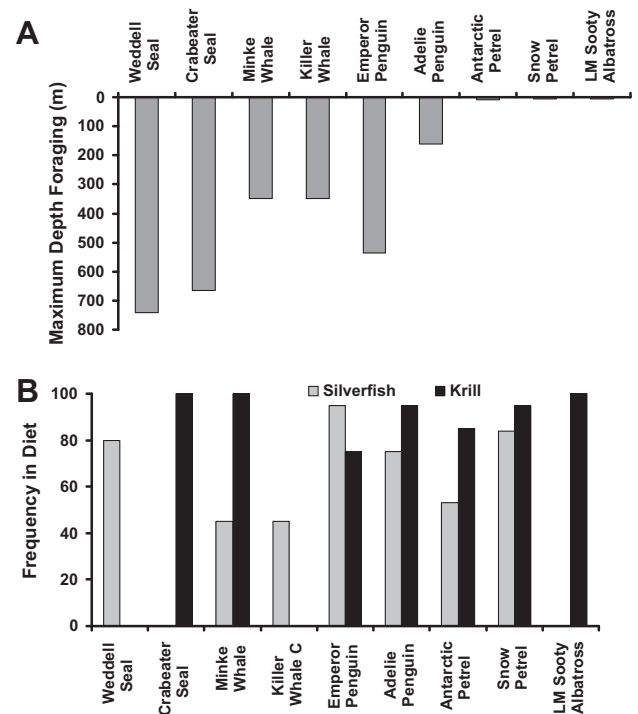 A
Weddell
Seal
Crabeater
Seal
Minke
Whale
Killer
Whale
Emperor
Penguin
Adelie
Penguin
Antarctic
Petrel
Snow
Petrel
LM Sooty
Albatross
Maximum Depth Foraging (m)
0
100
200
300
400
500
600
700
800
B
Silverfish
Krill
Frequency in Diet
100
80
60
40
20
0
Weddell
Seal
Crabeater
Seal
Minke
Whale
Killer
Whale C
Emperor
Penguin
Adelie
Penguin
Antarctic
Petrel
Snow
Petrel
LM Sooty
Albatross